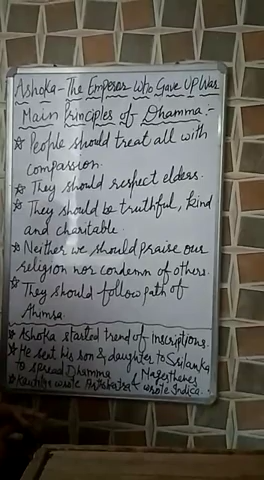 Ashoka - The Emperor Who Gave Up War
Main Principles of Dhamma:-
☆ People should treat all with
compassion.
☆ They should respect elders.
☆ They should be truthful, kind
and charitable.
☆ Neither we should praise our
religion nor condemn of others.
☆ They should follow path of
Ahimsa.
☆ Ashoka started trend of Inscriptions.
☆ He sent his son & daughter to Srilanka
to spread Dhamma & Magesthanes
☆ Kautilya wrote wrote Indica.